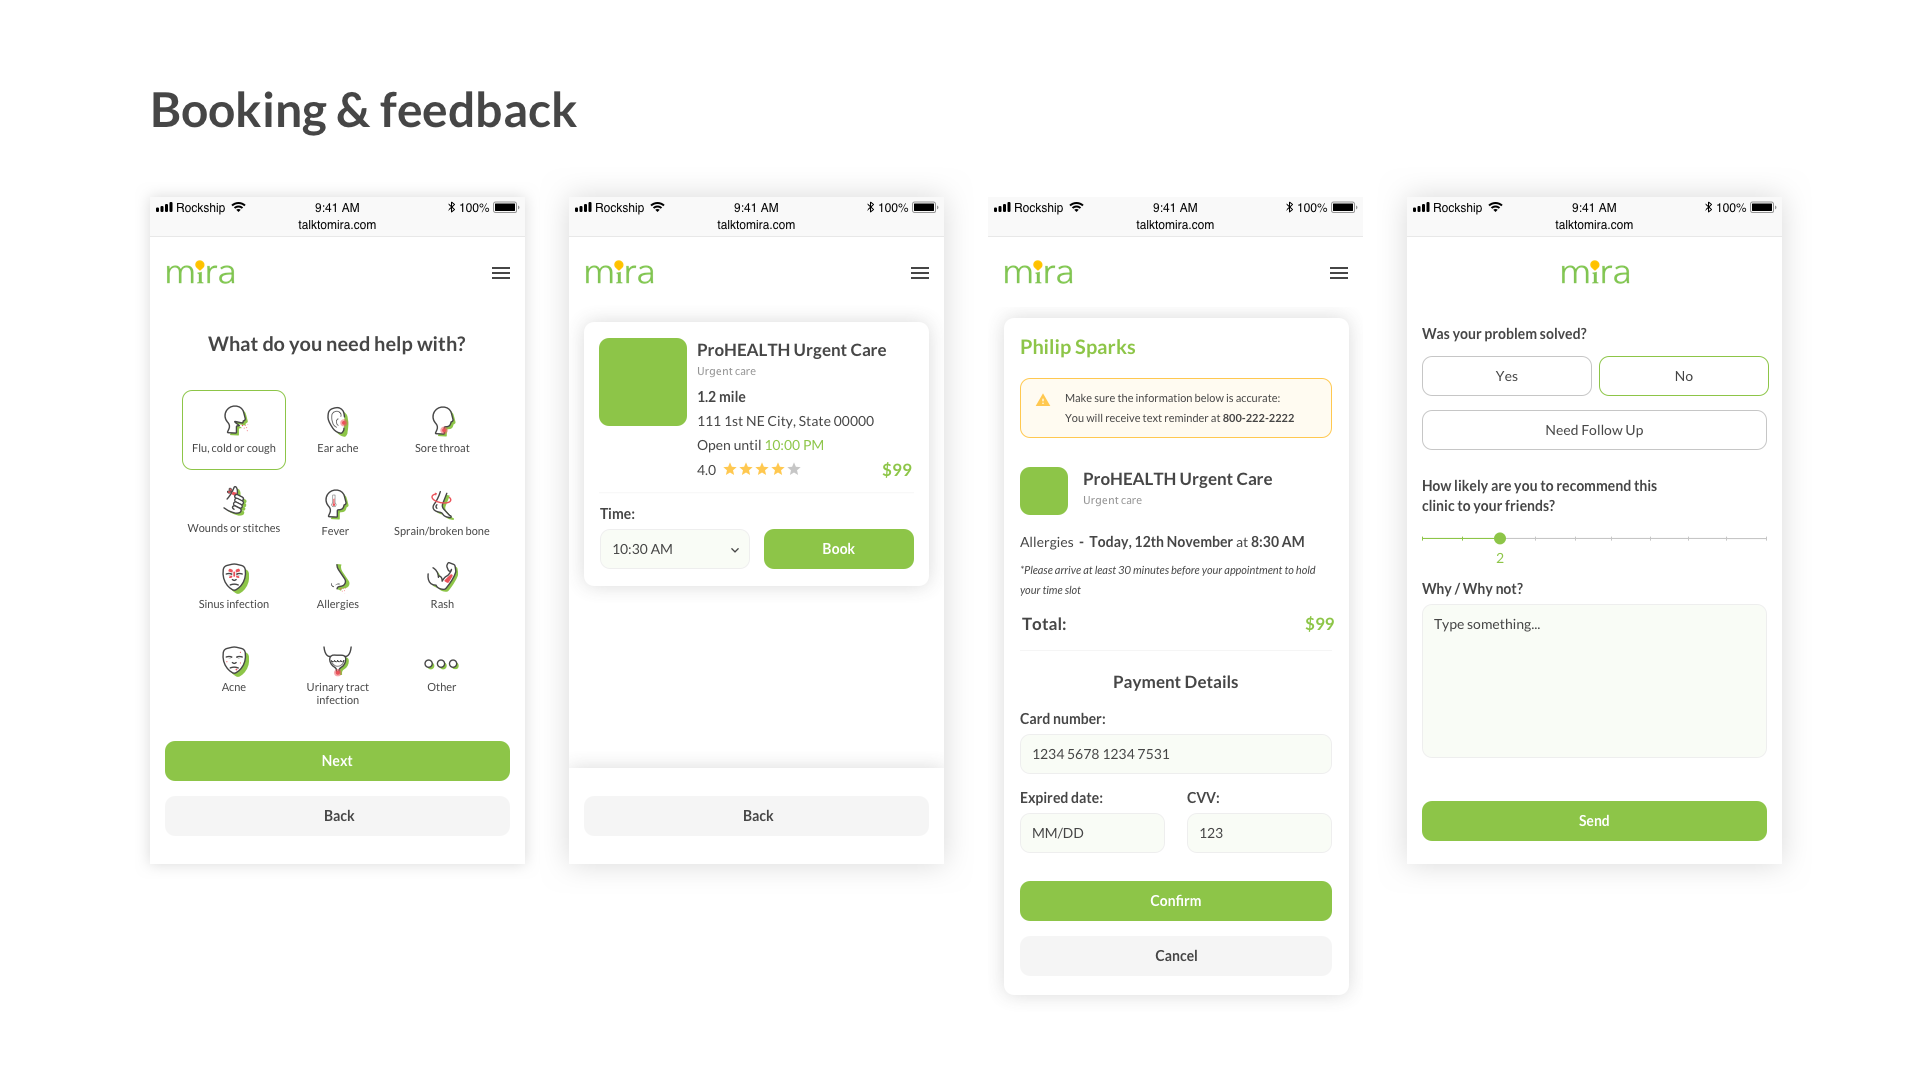 Booking & feedback
Rockship 9:41 AM 100%
talktomira.com
mira
What do you need help with?
Flu, cold or cough
Ear ache
Sore throat
Wounds or stitches
Fever
Sprain/broken bone
Sinus infection
Allergies
Rash
Acne
Urinary tract
infection
Other
Next
Back
Rockship 9:41 AM 100%
talktomira.com
mira
ProHEALTH Urgent Care
Urgent care
1.2 mile
111 1st NE City, State 00000
Open until 10:00 PM
4.0 $99
Time:
10:30 AM
Book
Back
Rockship 9:41 AM 100%
talktomira.com
mira
Philip Sparks
Make sure the information below is accurate:
You will receive text reminder at 800-222-2222
ProHEALTH Urgent Care
Urgent care
Allergies - Today, 12th November at 8:30 AM
*Please arrive at least 30 minutes before your appointment to hold
your time slot
Total: $99
Payment Details
Card number:
1234 5678 1234 7531
Expired date: CVV:
MM/DD 123
Confirm
Cancel
Rockship 9:41 AM 100%
talktomira.com
mira
Was your problem solved?
Yes No
Need Follow Up
How likely are you to recommend this
clinic to your friends?
2
Why / Why not?
Type something...
Send